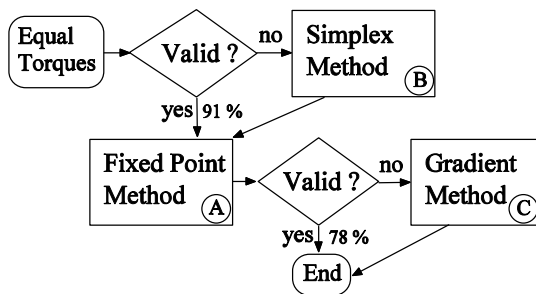 Equal
Torques
Valid ?
no
Simplex
Method
B
yes 91 %
Fixed Point
Method
A
Valid ?
no
Gradient
Method
C
yes 78 %
End